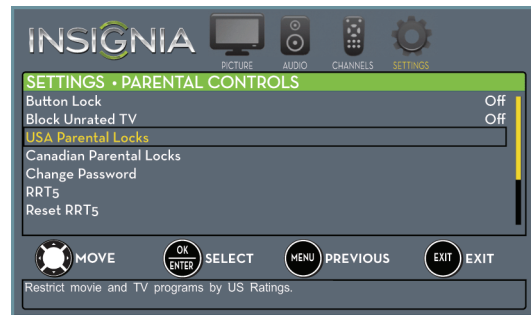 INSIGNIA
PICTURE AUDIO CHANNELS SETTINGS
SETTINGS • PARENTAL CONTROLS
Button Lock Off
Block Unrated TV Off
USA Parental Locks
Canadian Parental Locks
Change Password
RRT5
Reset RRT5
MOVE OK ENTER SELECT MENU PREVIOUS EXIT EXIT
Restrict movie and TV programs by US Ratings.